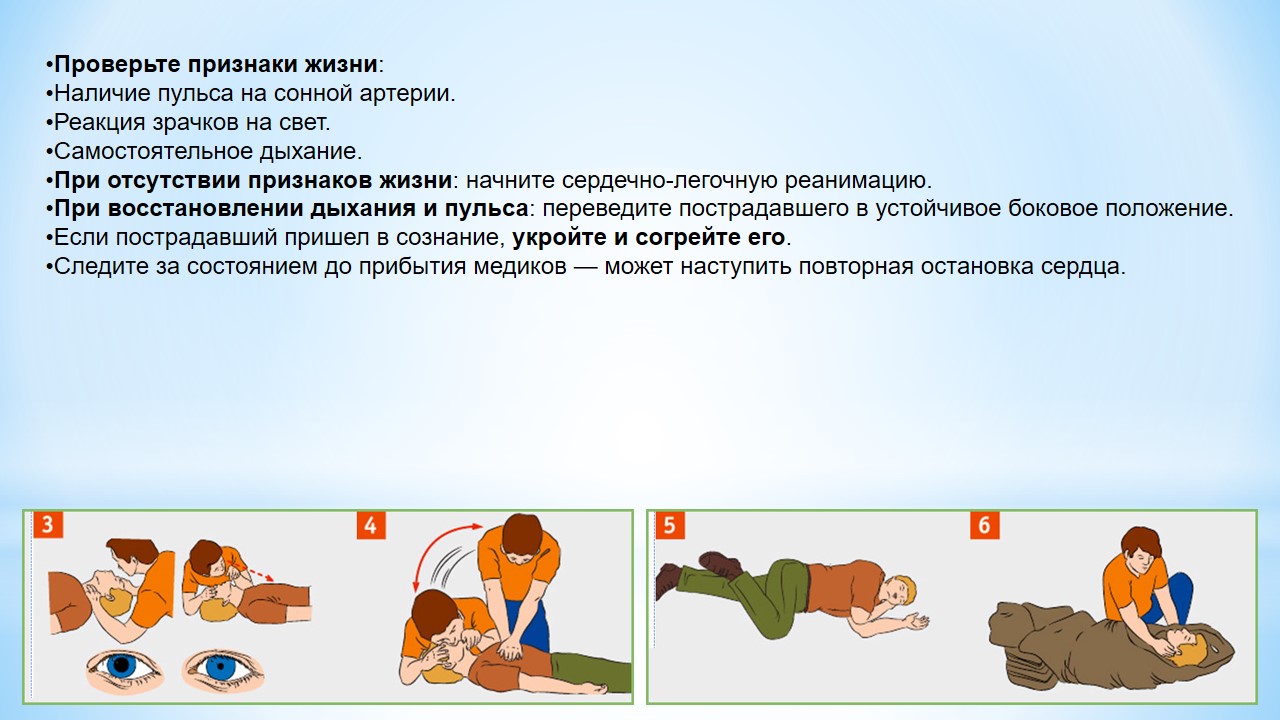 •Проверьте признаки жизни:
•Наличие пульса на сонной артерии.
•Реакция зрачков на свет.
•Самостоятельное дыхание.
•При отсутствии признаков жизни: начните сердечно-легочную реанимацию.
•При восстановлении дыхания и пульса: переведите пострадавшего в устойчивое боковое положение.
•Если пострадавший пришел в сознание, укройте и согрейте его.
•Следите за состоянием до прибытия медиков — может наступить повторная остановка сердца.
3
4
5
6